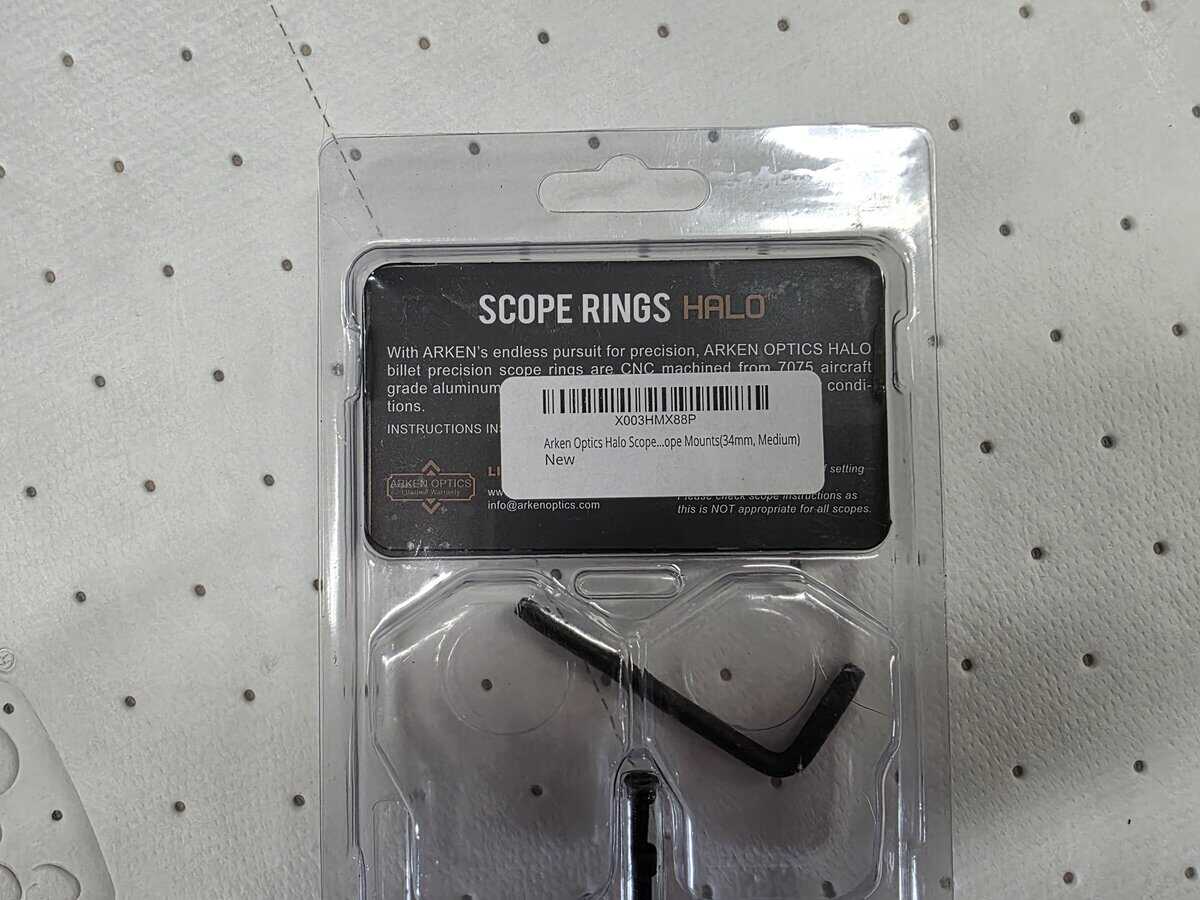 SCOPE RINGS HALO
With ARKEN's endless pursuit for precision, ARKEN OPTICS HALO
billet precision scope rings are CNC machined from 7075 aircraft
grade aluminum condi-
tions.
X003HMX88P
Arken Optics Halo Scope...ope Mounts(34mm, Medium)
New
INSTRUCTIONS
ARKEN OPTICS
Lifetime Warranty
info@arkenoptics.com
setting
Please check scope instructions as
this is NOT appropriate for all scopes.